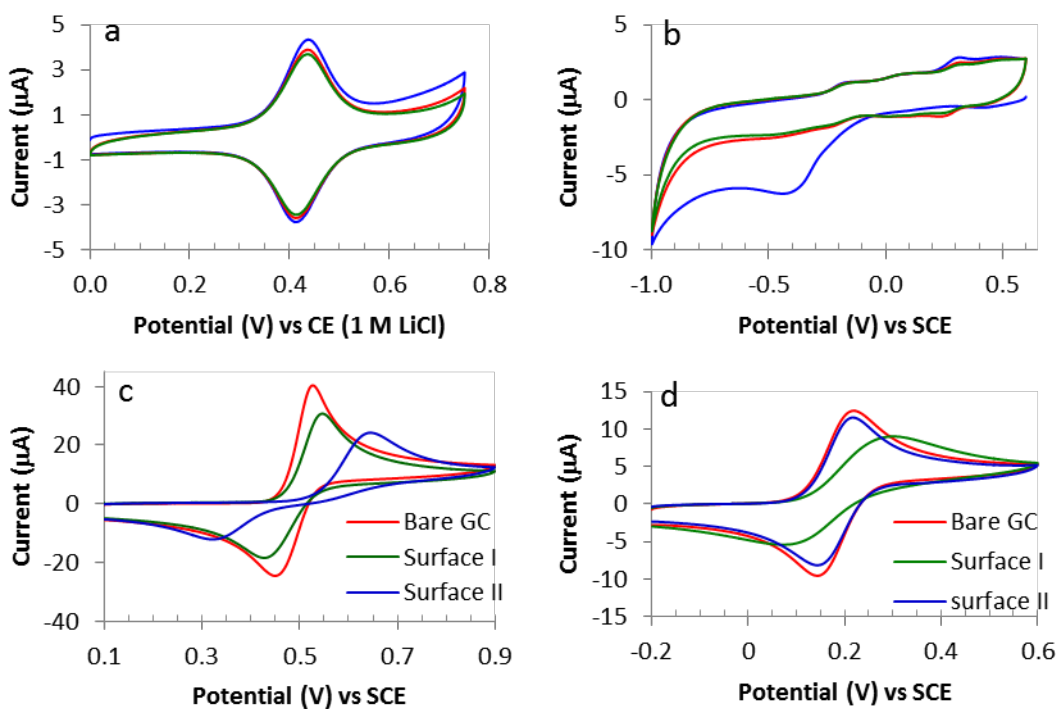 a
5
3
1
-1
-3
-5
Current (µA)
0.0 0.2 0.4 0.6 0.8
Potential (V) vs CE (1 M LiCl)
b
5
0
-5
-10
Current (µA)
-1.0 -0.5 0.0 0.5
Potential (V) vs SCE
c
40
20
0
-20
-40
Current (µA)
Bare GC
Surface I
Surface II
0.1 0.3 0.5 0.7 0.9
Potential (V) vs SCE
d
15
10
5
0
-5
-10
-15
Current (µA)
Bare GC
Surface I
surface II
-0.2 0 0.2 0.4 0.6
Potential (V) vs SCE